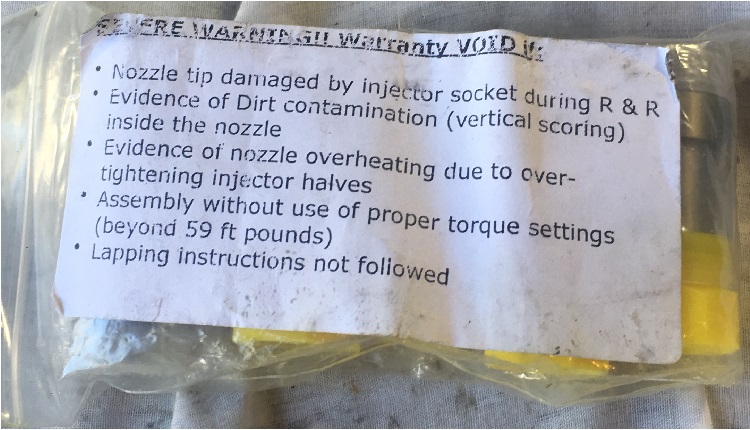 SEVERE WARNING!! Warranty VOID if:
• Nozzle tip damaged by injector socket during R & R
• Evidence of Dirt contamination (vertical scoring)
inside the nozzle
• Evidence of nozzle overheating due to over-
tightening injector halves
• Assembly without use of proper torque settings
(beyond 59 ft pounds)
• Lapping instructions not followed